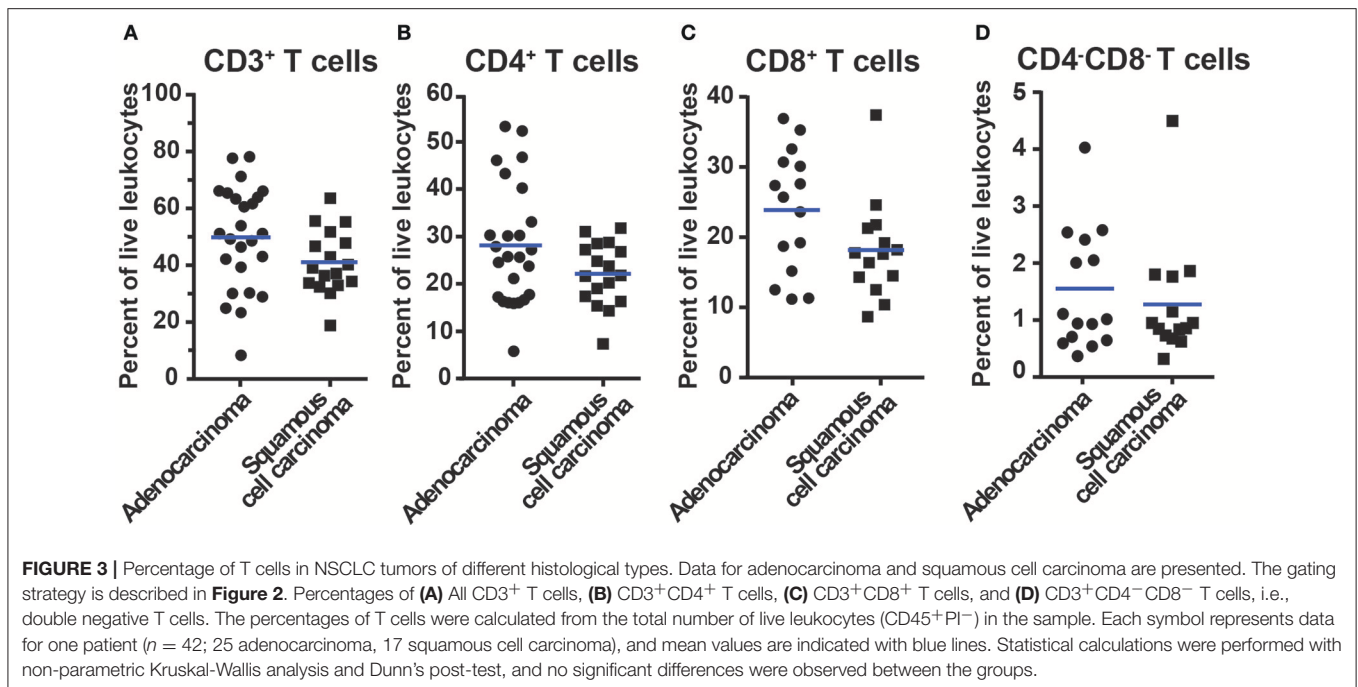 A
B
C
D
CD3⁺ T cells
CD4⁺ T cells
CD8⁺ T cells
CD4⁻CD8⁻ T cells
Percent of live leukocytes
100
80
60
40
20
0
Adenocarcinoma
Squamous
cell carcinoma
Percent of live leukocytes
60
50
40
30
20
10
0
Adenocarcinoma
Squamous
cell carcinoma
Percent of live leukocytes
40
30
20
10
0
Adenocarcinoma
Squamous
cell carcinoma
Percent of live leukocytes
5
4
3
2
1
0
Adenocarcinoma
Squamous
cell carcinoma
FIGURE 3 | Percentage of T cells in NSCLC tumors of different histological types. Data for adenocarcinoma and squamous cell carcinoma are presented. The gating
strategy is described in Figure 2. Percentages of (A) All CD3⁺ T cells, (B) CD3⁺CD4⁺ T cells, (C) CD3⁺CD8⁺ T cells, and (D) CD3⁺CD4⁻CD8⁻ T cells, i.e.,
double negative T cells. The percentages of T cells were calculated from the total number of live leukocytes (CD45⁺PI⁻) in the sample. Each symbol represents data
for one patient (n = 42; 25 adenocarcinoma, 17 squamous cell carcinoma), and mean values are indicated with blue lines. Statistical calculations were performed with
non-parametric Kruskal-Wallis analysis and Dunn's post-test, and no significant differences were observed between the groups.